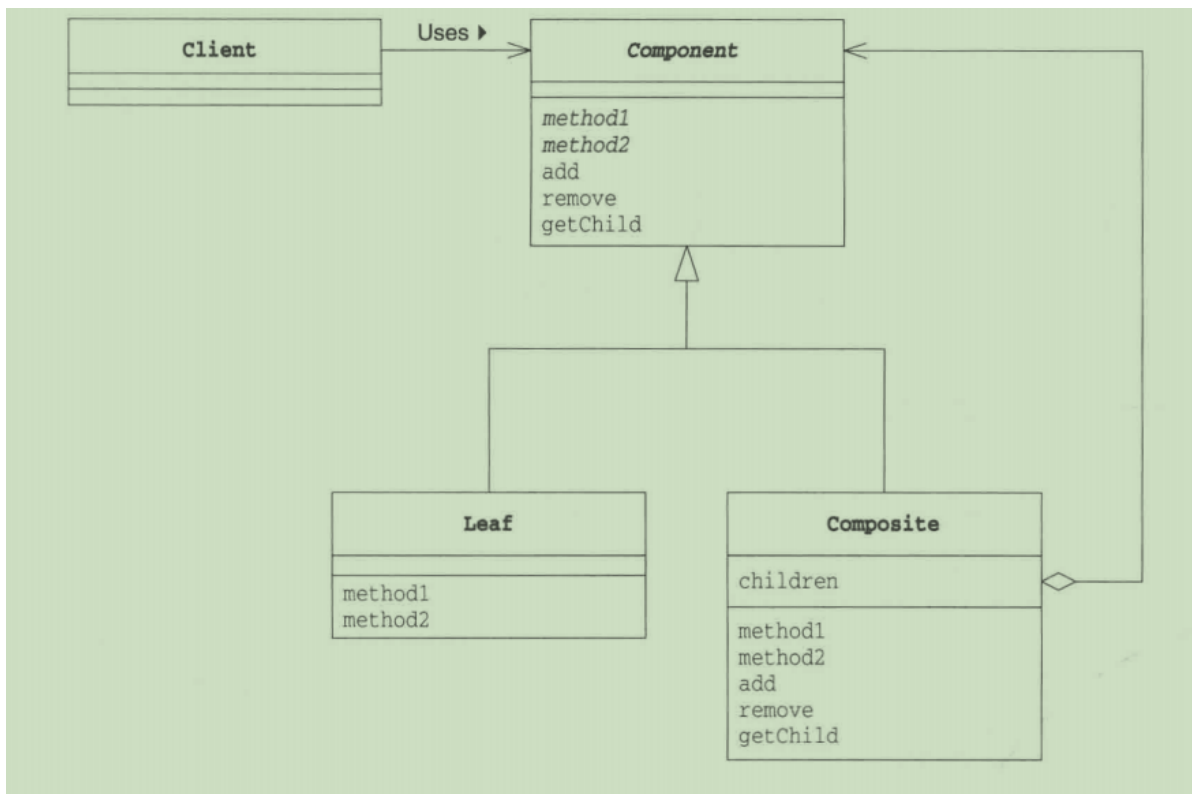 Client
Uses ▶
Component
method1
method2
add
remove
getChild
Leaf
method1
method2
Composite
children
method1
method2
add
remove
getChild